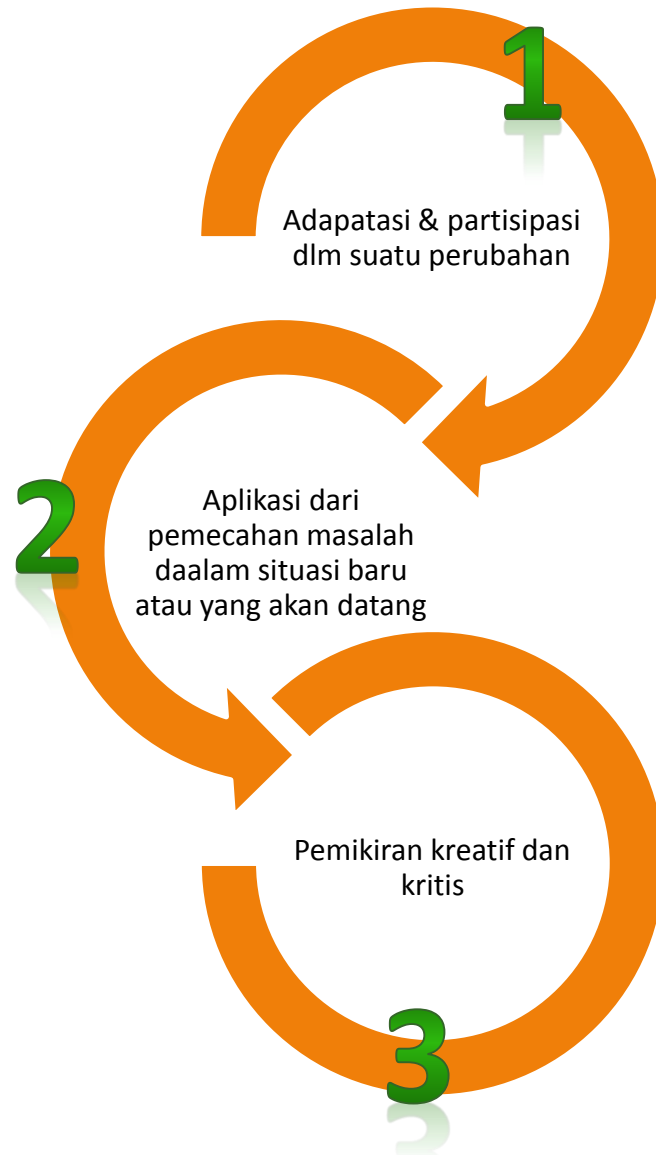 1
Adapatasi & partisipasi
dlm suatu perubahan
2
Aplikasi dari
pemecahan masalah
daalam situasi baru
atau yang akan datang
Pemikiran kreatif dan
kritis
3